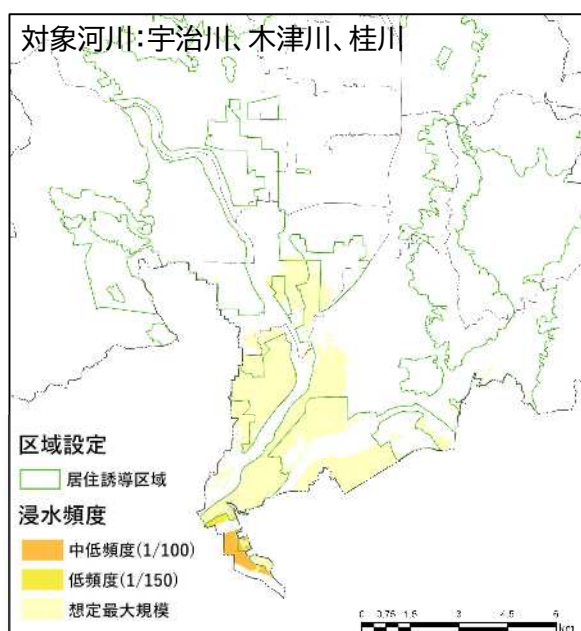 対象河川:宇治川、木津川、桂川
区域設定
居住誘導区域
浸水頻度
中低頻度(1/100)
低頻度(1/150)
想定最大規模
0 0.75 1.5 3 4.5 6
km